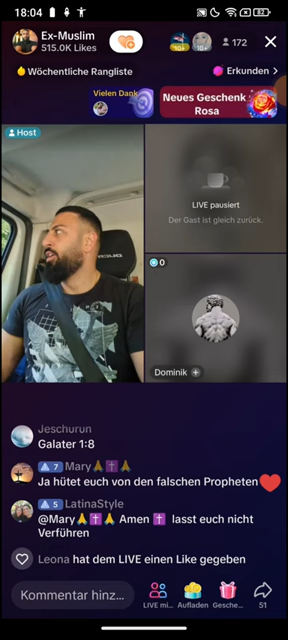 18:04
82
Ex-Muslim
515.0K Likes
10+
10+
172
Wöchentliche Rangliste
Erkunden >
Vielen Dank
Neues Geschenk
Rosa
Host
LIVE pausiert
Der Gast ist gleich zurück.
0
Dominik +
Jeschurun
Galater 1:8
7 Mary🙏✝️🙏
Ja hütet euch von den falschen Propheten❤️
5 LatinaStyle
@Mary🙏✝️🙏 Amen ✝️ lasst euch nicht
Verführen
Leona hat dem LIVE einen Like gegeben
Kommentar hinz...
LIVE mi...
Aufladen
Gesche...
51